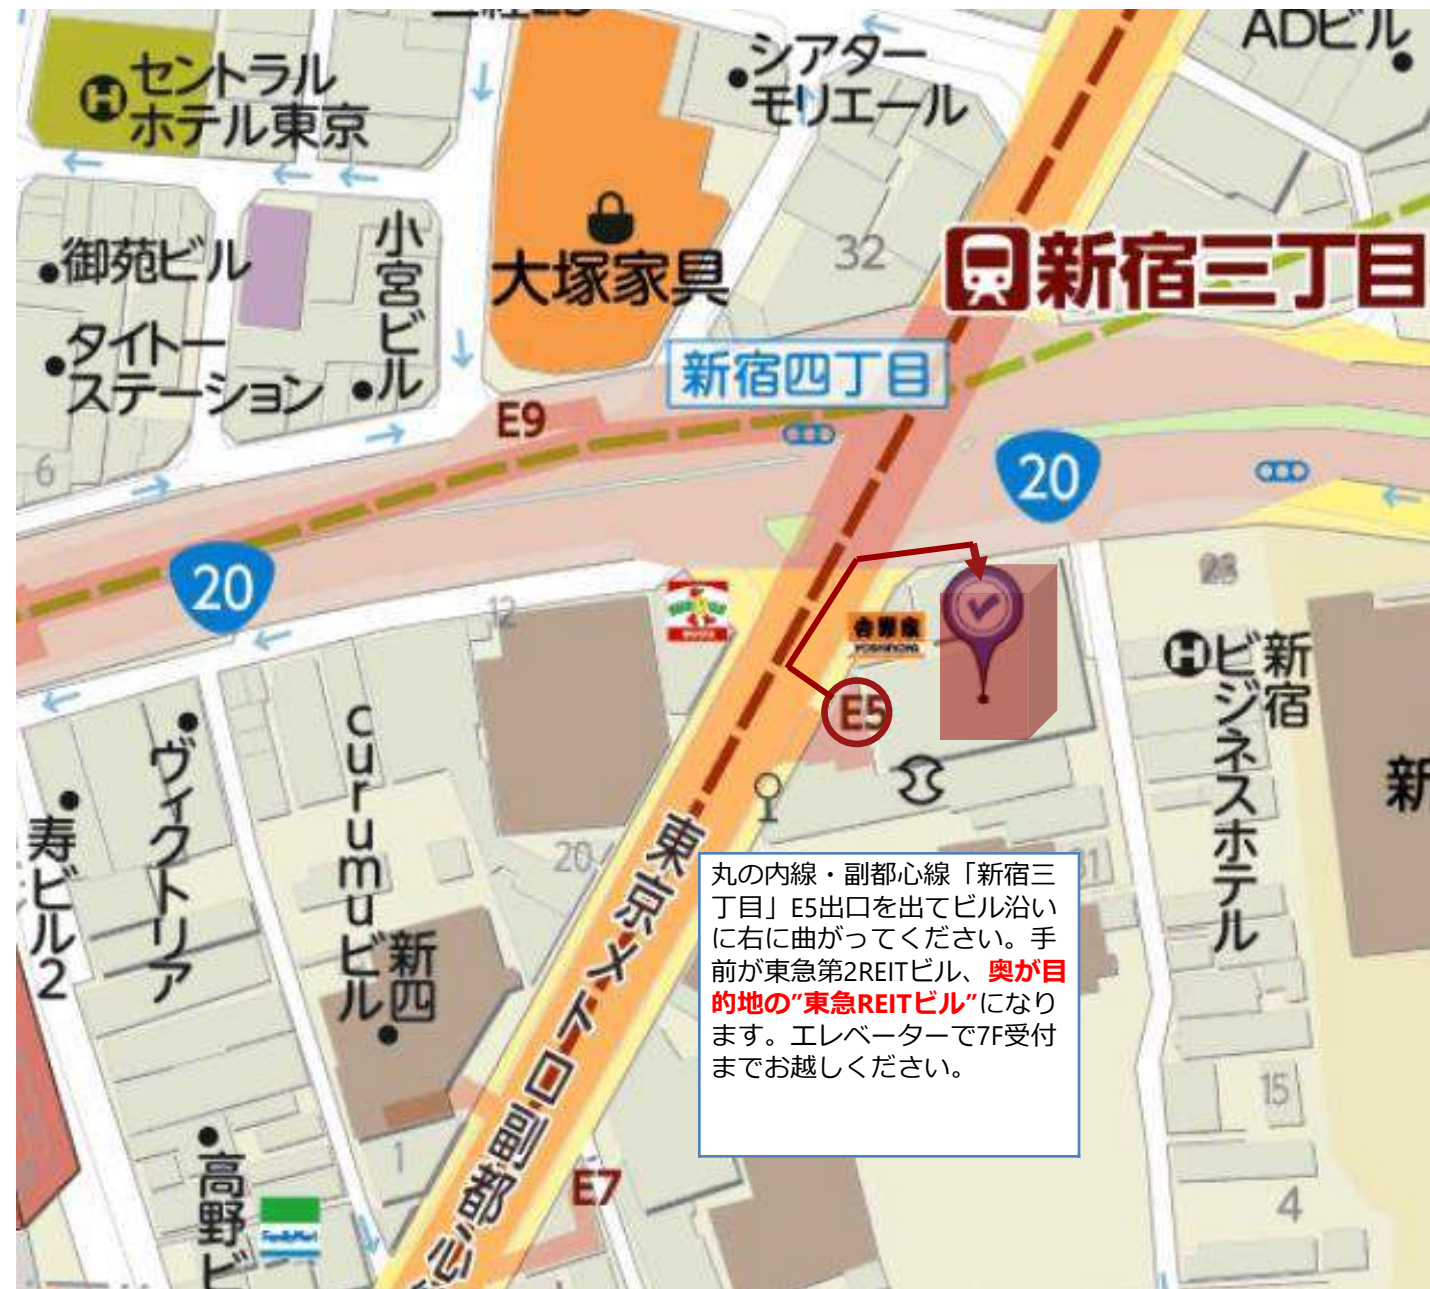 ADビル
シアター
モリエール
セントラル
ホテル東京
32
新宿三丁目
大塚家具
小宮ビル
御苑ビル
タイトー
ステーション
新宿四丁目
E9
6
20
20
12
28
吉野家
YOSHINOYA
E5
新宿
ビジネスホテル
新
ヴィクトリア
curumuビル
寿ビル2
20
31
新四
東京メトロ副都心
丸の内線・副都心線「新宿三
丁目」E5出口を出てビル沿い
に右に曲がってください。手
前が東急第2REITビル、奥が目
的地の”東急REITビル”になり
ます。エレベーターで7F受付
までお越しください。
15
1
E7
4
高野ビ
FamilyMart